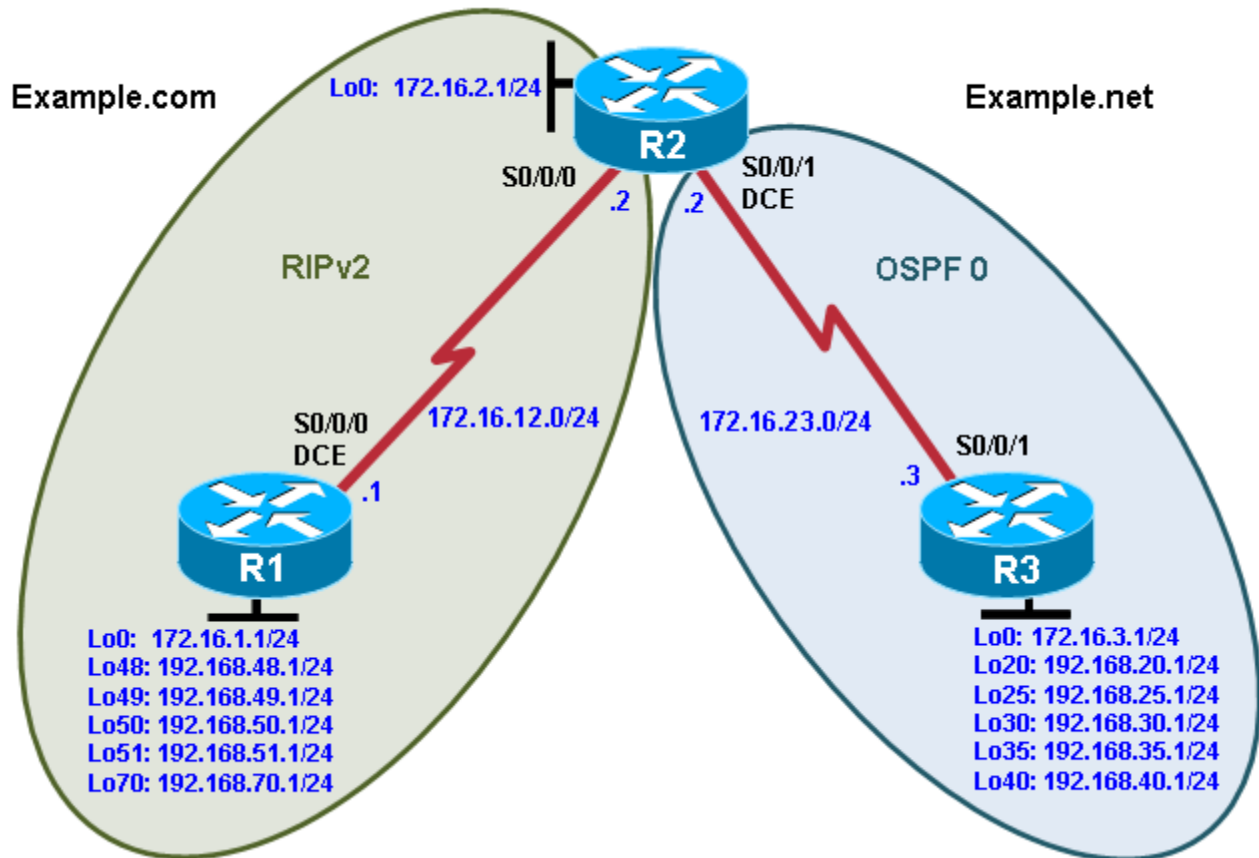 Example.com
Lo0: 172.16.2.1/24
R2
Example.net
S0/0/0
.2
.2
S0/0/1
DCE
RIPv2
OSPF 0
S0/0/0
DCE
172.16.12.0/24
172.16.23.0/24
S0/0/1
.1
.3
R1
R3
Lo0: 172.16.1.1/24
Lo48: 192.168.48.1/24
Lo49: 192.168.49.1/24
Lo50: 192.168.50.1/24
Lo51: 192.168.51.1/24
Lo70: 192.168.70.1/24
Lo0: 172.16.3.1/24
Lo20: 192.168.20.1/24
Lo25: 192.168.25.1/24
Lo30: 192.168.30.1/24
Lo35: 192.168.35.1/24
Lo40: 192.168.40.1/24